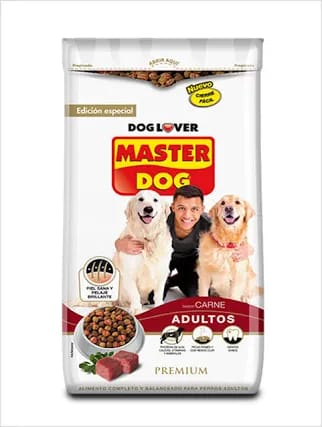 ABRIR AQUÍ
Nuevo
CIERRE
FÁCIL
Edición especial
DOG LOVER
MASTER
DOG
PIEL SANA Y
PELAJE
BRILLANTE
Sabor CARNE
ADULTOS
PREMIUM
ALIMENTO COMPLETO Y BALANCEADO PARA PERROS ADULTOS